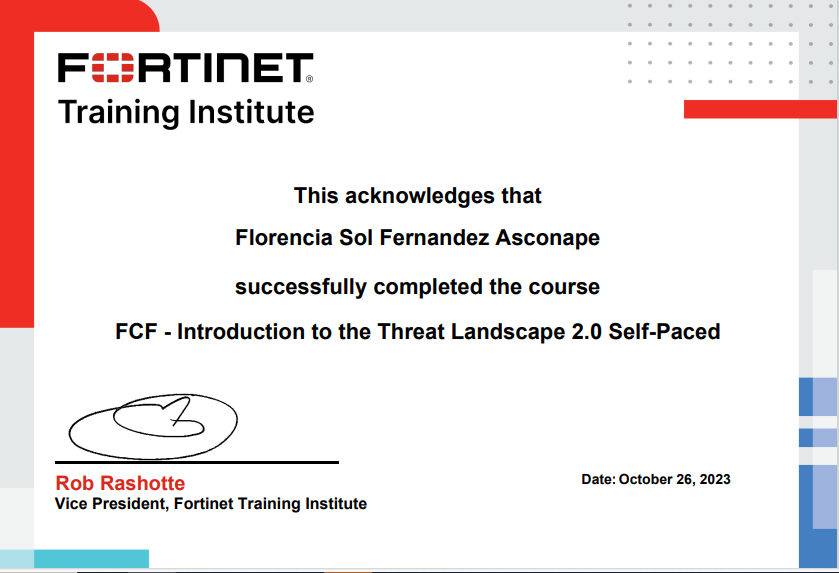 FORTINET®
Training Institute
This acknowledges that
Florencia Sol Fernandez Asconape
successfully completed the course
FCF - Introduction to the Threat Landscape 2.0 Self-Paced
Rob Rashotte
Vice President, Fortinet Training Institute
Date: October 26, 2023